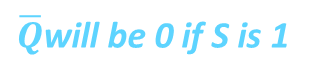 Q̅ will be 0 if S is 1